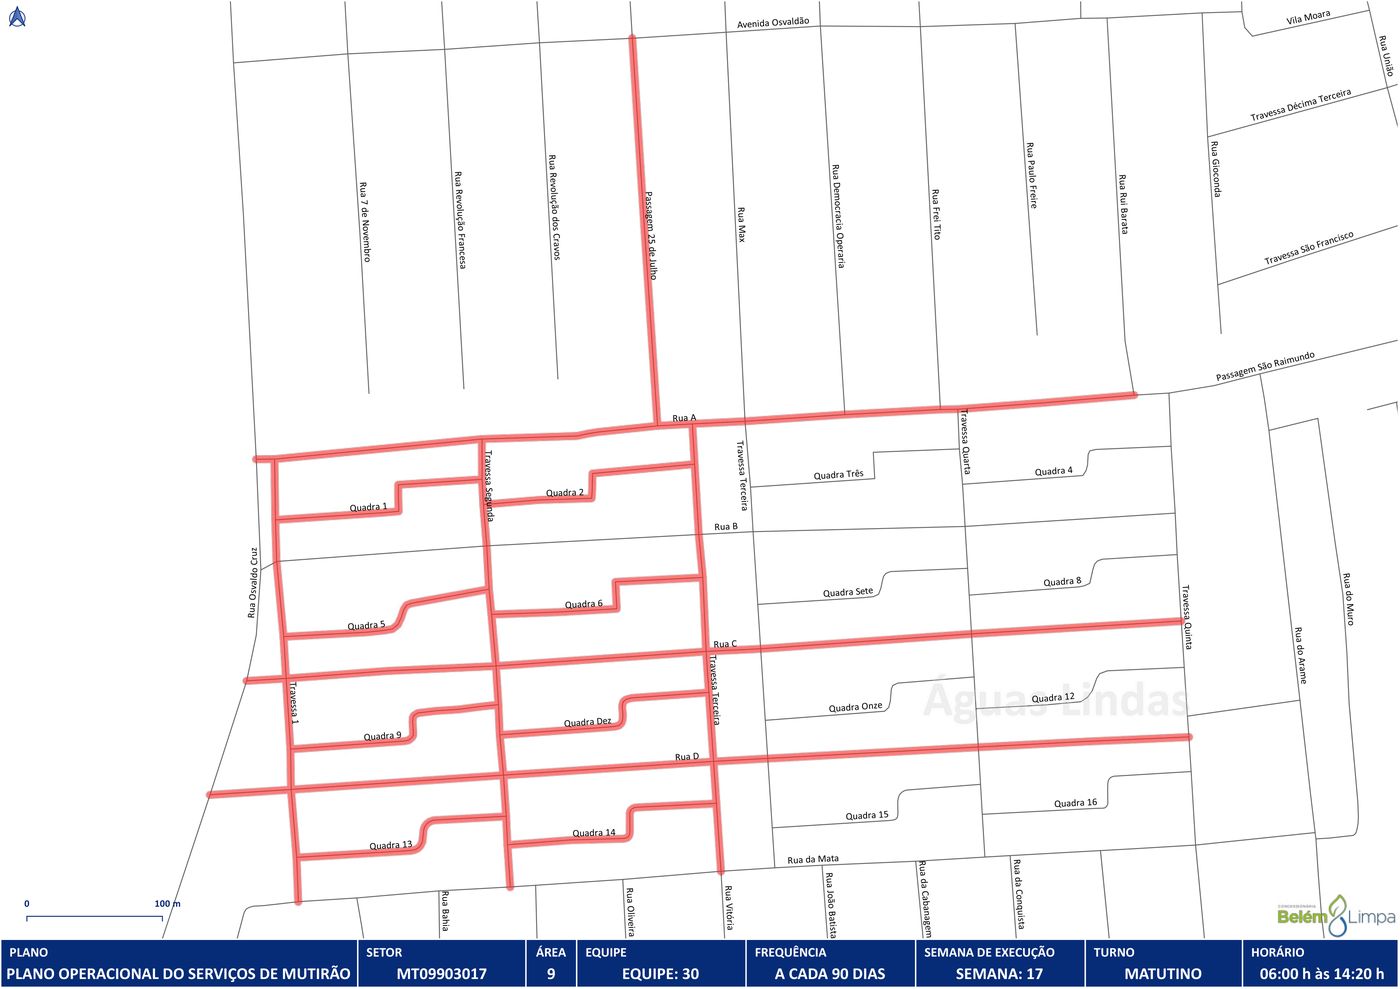 Avenida Osvaldão
Vila Moara
Rua União
Travessa Décima Terceira
Rua Gioconda
Rua Paulo Freire
Rua Revolução dos Cravos
Rua Democracia Operaria
Rua Revolução Francesa
Rua Rui Barata
Rua 7 de Novembro
Rua Frei Tito
Passagem 25 de Julho
Rua Max
Travessa São Francisco
Passagem São Raimundo
Rua A
Travessa Quarta
Travessa Terceira
Travessa Segunda
Quadra Três
Quadra 4
Quadra 2
Quadra 1
Rua B
Rua Osvaldo Cruz
Quadra 8
Rua do Muro
Quadra Sete
Quadra 6
Quadra 5
Travessa Quinta
Rua C
Rua do Arame
Travessa Terceira
Travessa 1
Águas Lindas
Quadra 12
Quadra Onze
Quadra Dez
Quadra 9
Rua D
Quadra 16
Quadra 15
Quadra 14
Quadra 13
Rua da Mata
Rua Bahia
Rua Oliveira
Rua Vitória
Rua João Batista
Rua da Cabanagem
Rua da Conquista
0 100 m
CONCESSIONÁRIA
Belém Limpa
PLANO
PLANO OPERACIONAL DO SERVIÇOS DE MUTIRÃO
SETOR
MT09903017
ÁREA
9
EQUIPE
EQUIPE: 30
FREQUÊNCIA
A CADA 90 DIAS
SEMANA DE EXECUÇÃO
SEMANA: 17
TURNO
MATUTINO
HORÁRIO
06:00 h às 14:20 h